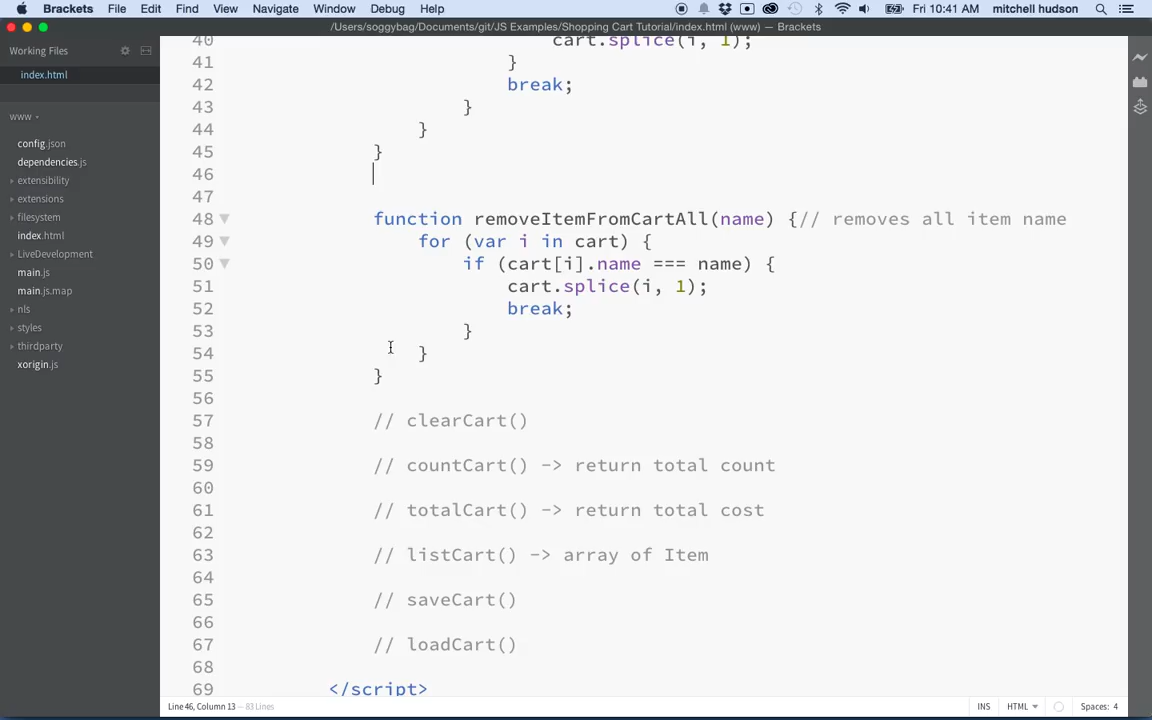 Brackets File Edit Find View Navigate Window Debug Help Fri 10:41 AM mitchell hudson
/Users/soggybag/Documents/git/JS Examples/Shopping Cart Tutorial/index.html (www) — Brackets
Working Files
index.html
www
config.json
dependencies.js
extensibility
extensions
filesystem
index.html
LiveDevelopment
main.js
main.js.map
nls
styles
thirdparty
xorigin.js
40 cart.splice(i, 1);
41 }
42 break;
43 }
44 }
45 }
46
47
48 function removeItemFromCartAll(name) {// removes all item name
49 for (var i in cart) {
50 if (cart[i].name === name) {
51 cart.splice(i, 1);
52 break;
53 }
54 }
55 }
56
57 // clearCart()
58
59 // countCart() -> return total count
60
61 // totalCart() -> return total cost
62
63 // listCart() -> array of Item
64
65 // saveCart()
66
67 // loadCart()
68
69 </script>
Line 46, Column 13 — 83 Lines INS HTML Spaces: 4